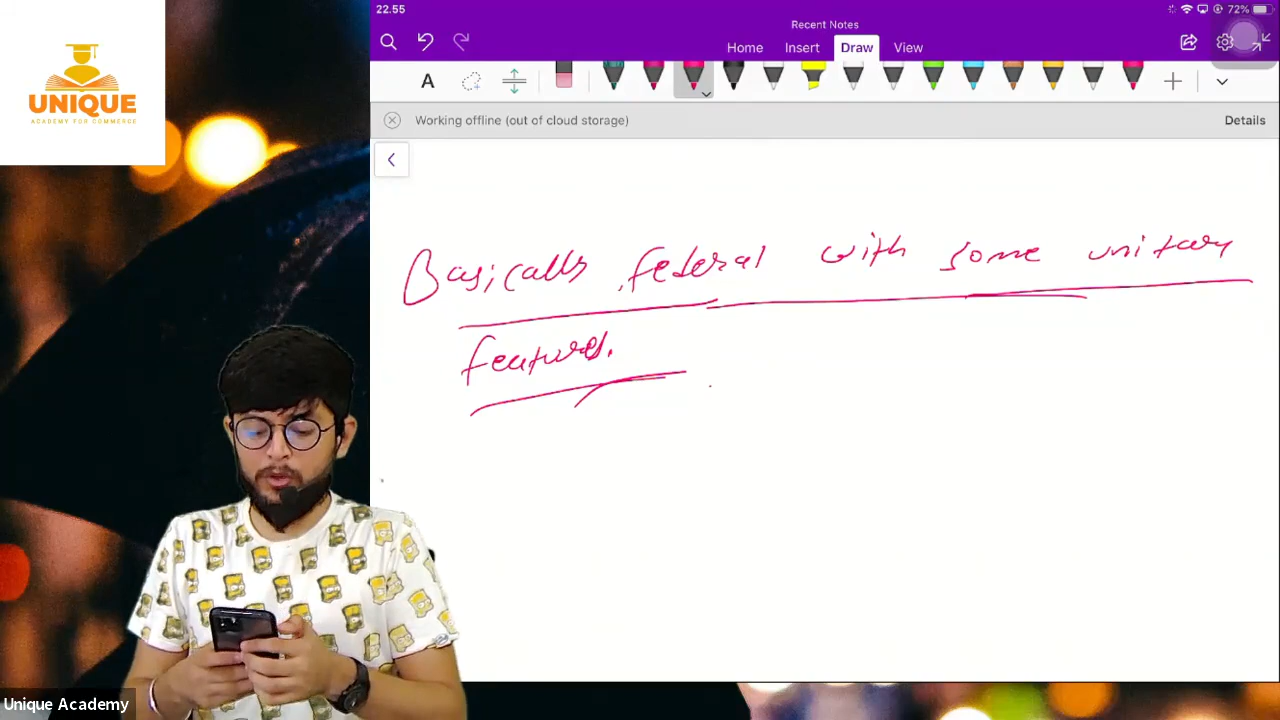 22.55
72%
Recent Notes
Home Insert Draw View
A
Working offline (out of cloud storage)
Details
UNIQUE
ACADEMY FOR COMMERCE
Basically federal with some unitary
features.
Unique Academy